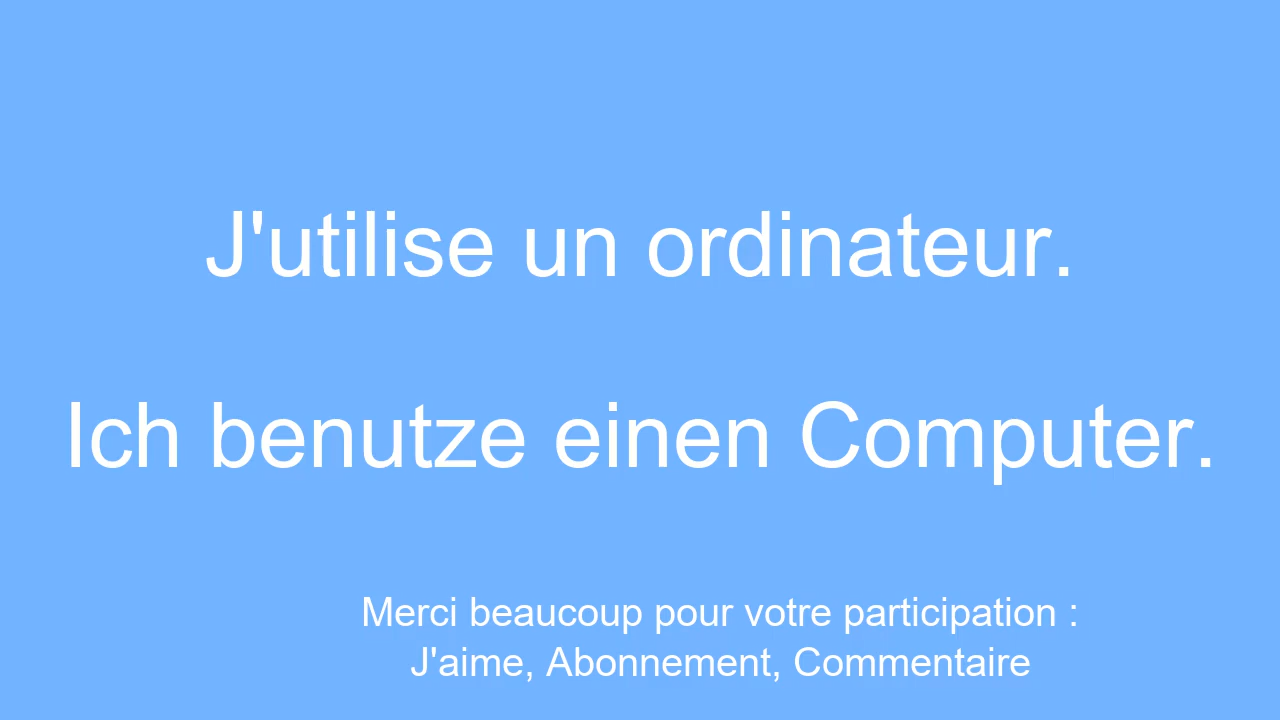 J'utilise un ordinateur.
Ich benutze einen Computer.
Merci beaucoup pour votre participation :
J'aime, Abonnement, Commentaire